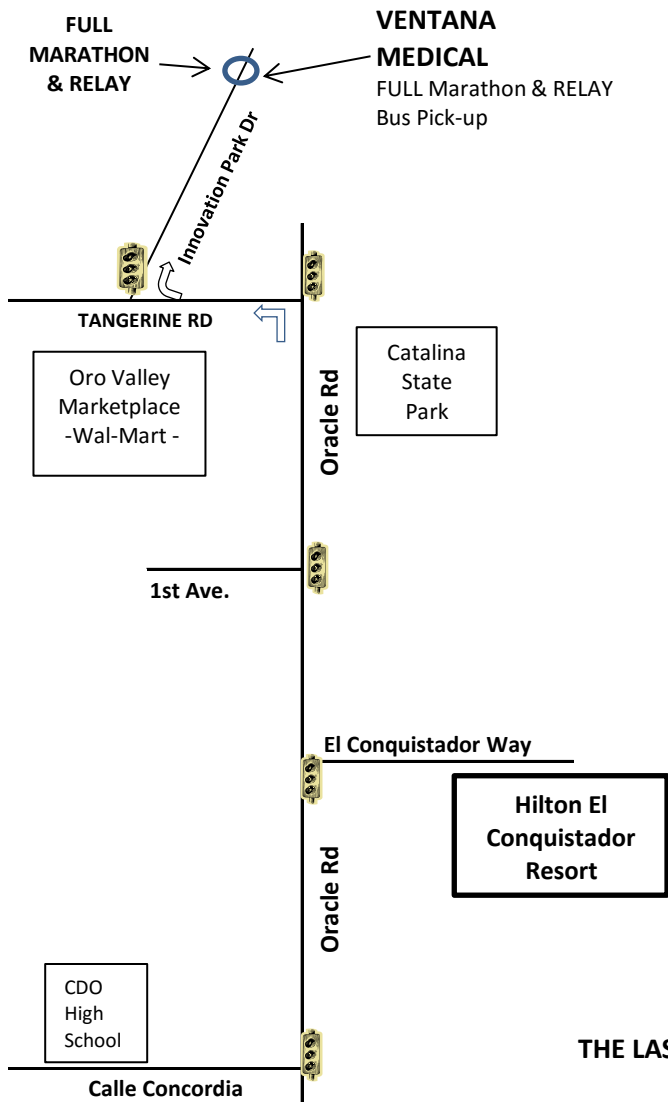 FULL
MARATHON
& RELAY
VENTANA
MEDICAL
FULL Marathon & RELAY
Bus Pick-up
Innovation Park Dr
TANGERINE RD
Oro Valley
Marketplace
-Wal-Mart -
Catalina
State
Park
Oracle Rd
1st Ave.
El Conquistador Way
Hilton El
Conquistador
Resort
Oracle Rd
CDO
High
School
THE LAS
Calle Concordia